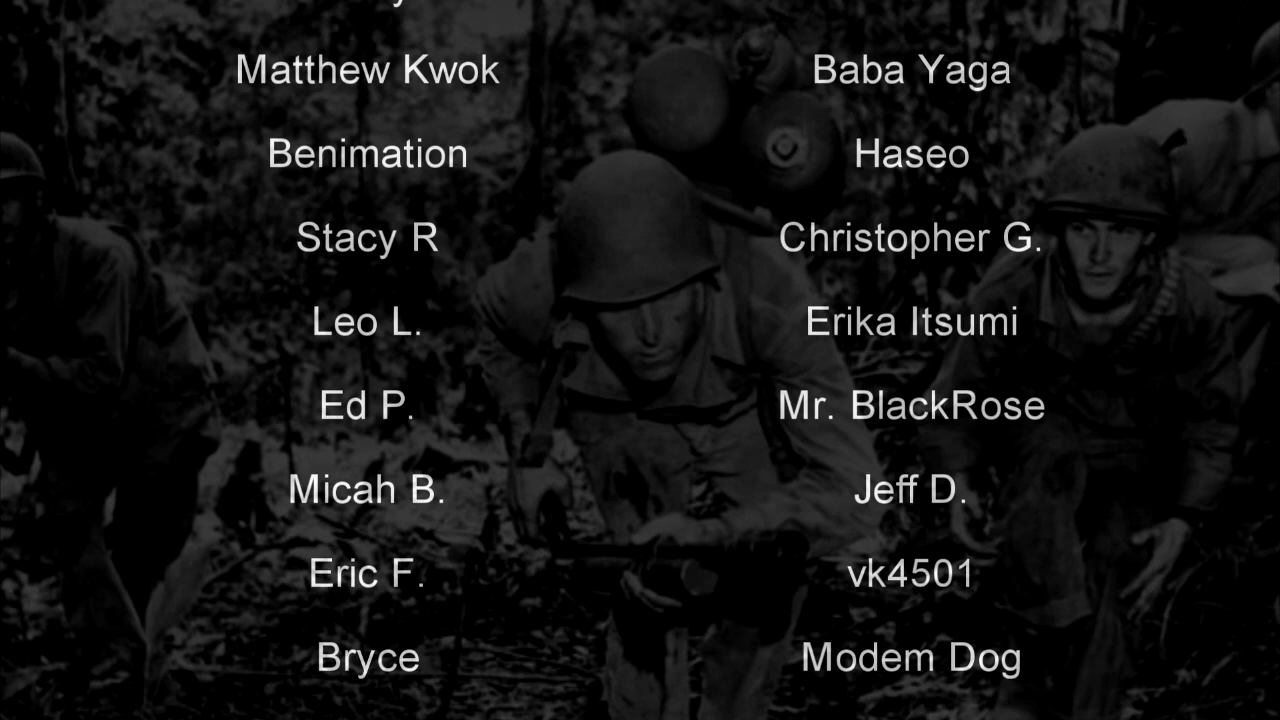 Matthew Kwok Baba Yaga
Benimation Haseo
Stacy R Christopher G.
Leo L. Erika Itsumi
Ed P. Mr. BlackRose
Micah B. Jeff D.
Eric F. vk4501
Bryce Modem Dog